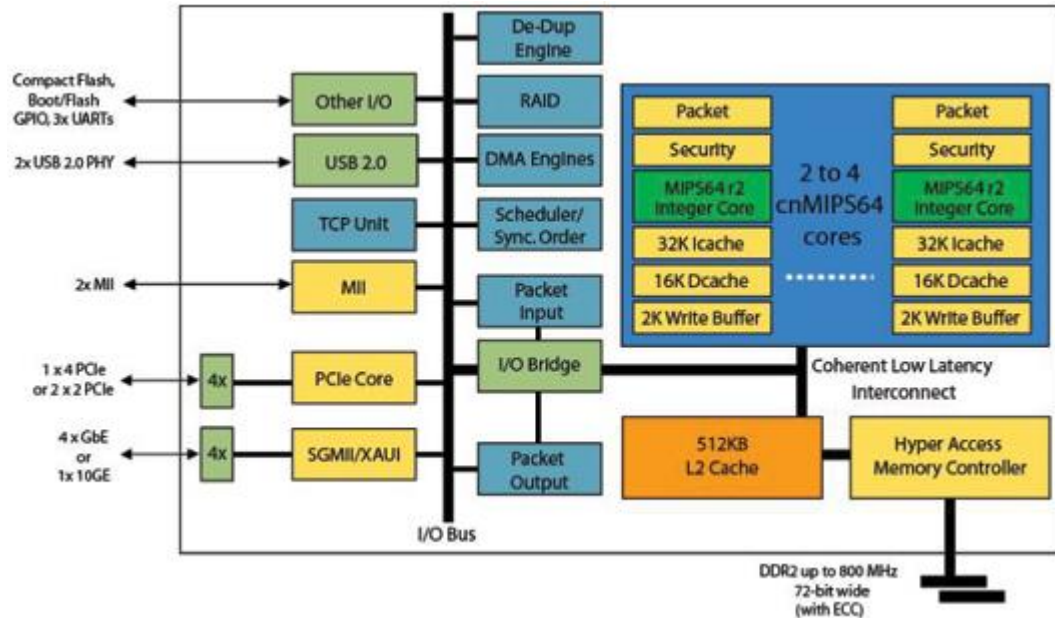 De-Dup
Engine
Compact Flash,
Boot/Flash
GPIO, 3x UARTs
Other I/O
RAID
2x USB 2.0 PHY
USB 2.0
DMA Engines
TCP Unit
Scheduler/
Sync. Order
2x MII
MII
Packet
Input
1 x 4 PCIe
or 2 x 2 PCIe
4x
PCIe Core
I/O Bridge
4 x GbE
or
1x 10GE
4x
SGMII/XAUI
Packet
Output
I/O Bus
Packet
Security
MIPS64 r2
Integer Core
32K Icache
16K Dcache
2K Write Buffer
2 to 4
cnMIPS64
cores
Packet
Security
MIPS64 r2
Integer Core
32K Icache
16K Dcache
2K Write Buffer
Coherent Low Latency
Interconnect
512KB
L2 Cache
Hyper Access
Memory Controller
DDR2 up to 800 MHz
72-bit wide
(with ECC)